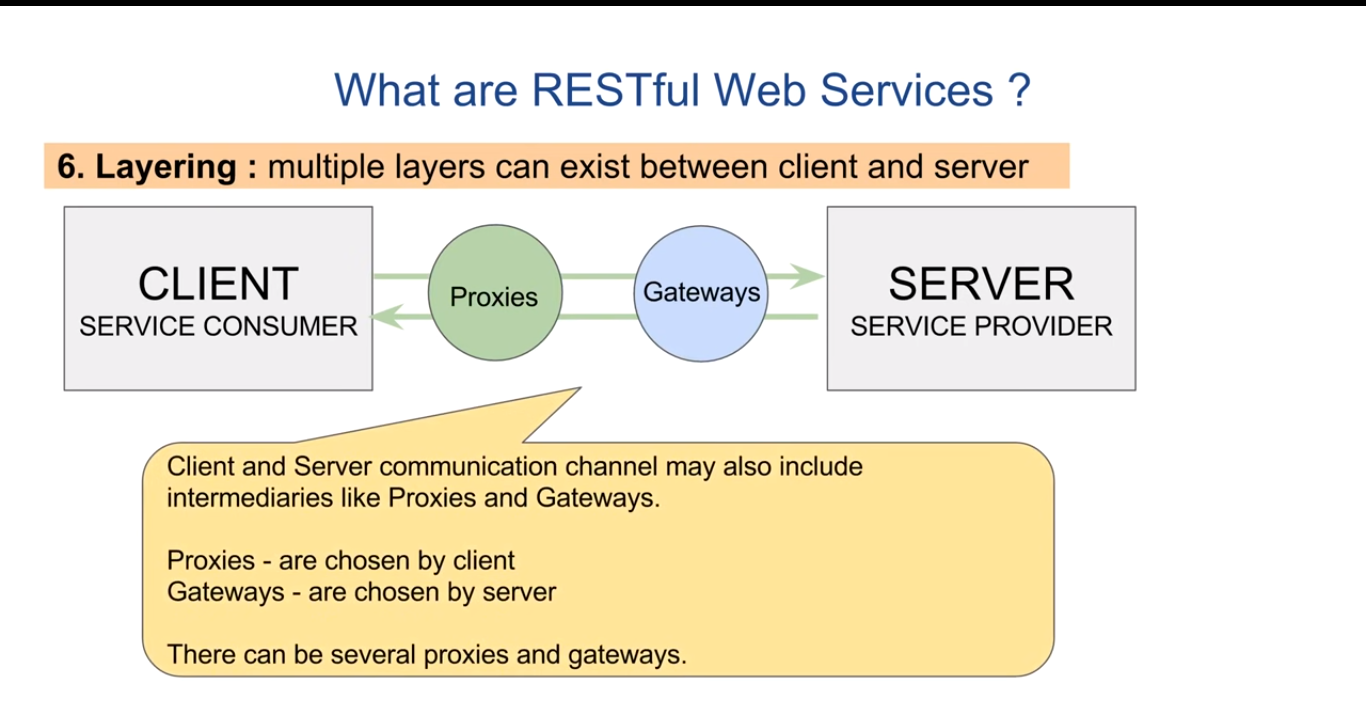 What are RESTful Web Services ?
6. Layering : multiple layers can exist between client and server
CLIENT
SERVICE CONSUMER
Proxies
Gateways
SERVER
SERVICE PROVIDER
Client and Server communication channel may also include
intermediaries like Proxies and Gateways.
Proxies - are chosen by client
Gateways - are chosen by server
There can be several proxies and gateways.